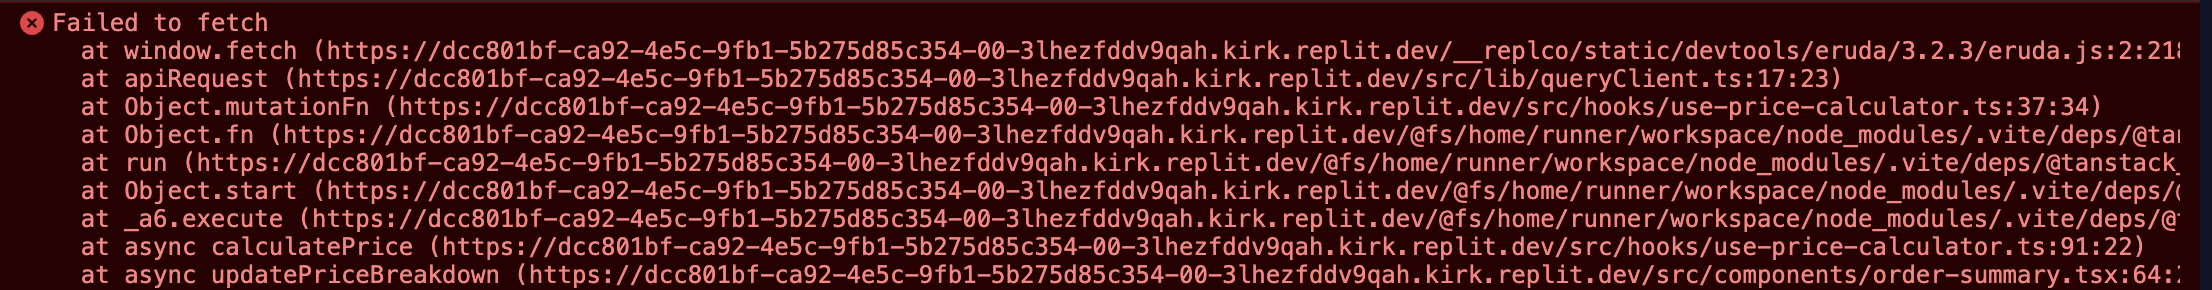 Failed to fetch
at window.fetch (https://dcc801bf-ca92-4e5c-9fb1-5b275d85c354-00-3lhezfddv9qah.kirk.replit.dev/__replco/static/devtools/eruda/3.2.3/eruda.js:2:218
at apiRequest (https://dcc801bf-ca92-4e5c-9fb1-5b275d85c354-00-3lhezfddv9qah.kirk.replit.dev/src/lib/queryClient.ts:17:23)
at Object.mutationFn (https://dcc801bf-ca92-4e5c-9fb1-5b275d85c354-00-3lhezfddv9qah.kirk.replit.dev/src/hooks/use-price-calculator.ts:37:34)
at Object.fn (https://dcc801bf-ca92-4e5c-9fb1-5b275d85c354-00-3lhezfddv9qah.kirk.replit.dev/@fs/home/runner/workspace/node_modules/.vite/deps/@tan
at run (https://dcc801bf-ca92-4e5c-9fb1-5b275d85c354-00-3lhezfddv9qah.kirk.replit.dev/@fs/home/runner/workspace/node_modules/.vite/deps/@tanstack_
at Object.start (https://dcc801bf-ca92-4e5c-9fb1-5b275d85c354-00-3lhezfddv9qah.kirk.replit.dev/@fs/home/runner/workspace/node_modules/.vite/deps/@
at _a6.execute (https://dcc801bf-ca92-4e5c-9fb1-5b275d85c354-00-3lhezfddv9qah.kirk.replit.dev/@fs/home/runner/workspace/node_modules/.vite/deps/@
at async calculatePrice (https://dcc801bf-ca92-4e5c-9fb1-5b275d85c354-00-3lhezfddv9qah.kirk.replit.dev/src/hooks/use-price-calculator.ts:91:22)
at async updatePriceBreakdown (https://dcc801bf-ca92-4e5c-9fb1-5b275d85c354-00-3lhezfddv9qah.kirk.replit.dev/src/components/order-summary.tsx:64: